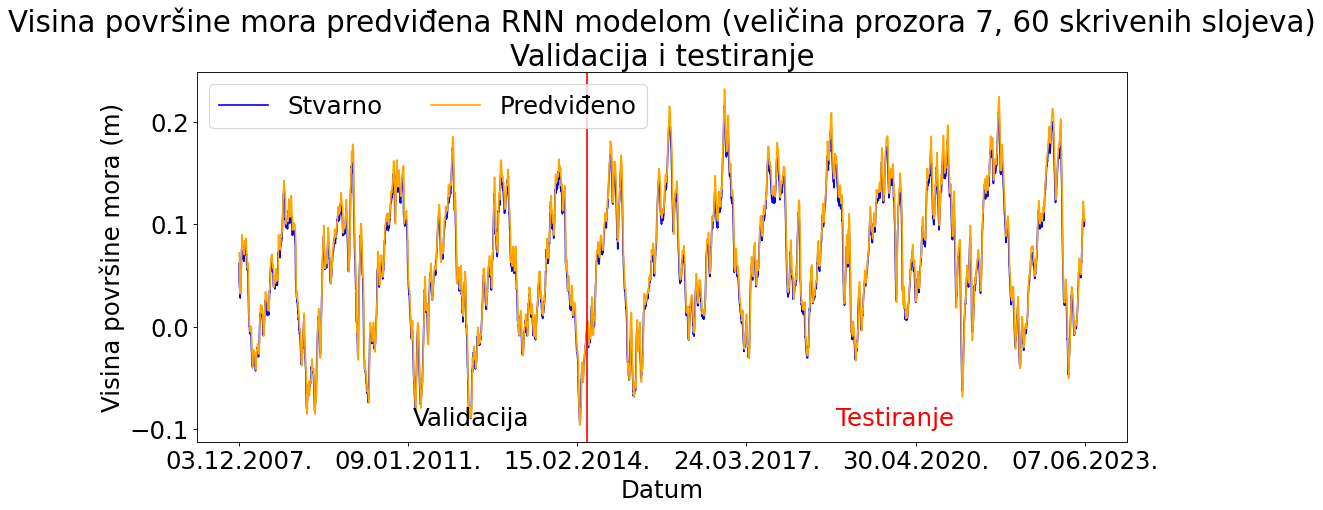 Visina površine mora predviđena RNN modelom (veličina prozora 7, 60 skrivenih slojeva)
Validacija i testiranje
Stvarno
Predviđeno
Visina površine mora (m)
0.2
0.1
0.0
−0.1
Validacija
Testiranje
03.12.2007.
09.01.2011.
15.02.2014.
24.03.2017.
30.04.2020.
07.06.2023.
Datum